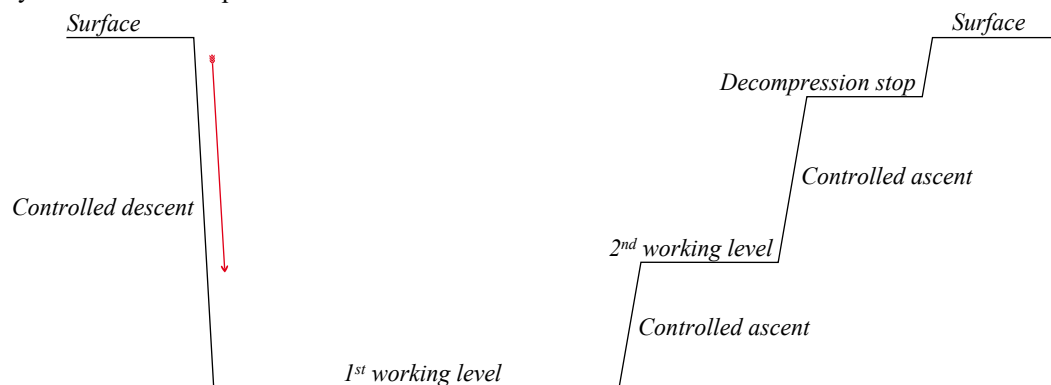 Surface
Surface
Decompression stop
Controlled ascent
Controlled descent
2nd working level
Controlled ascent
1st working level